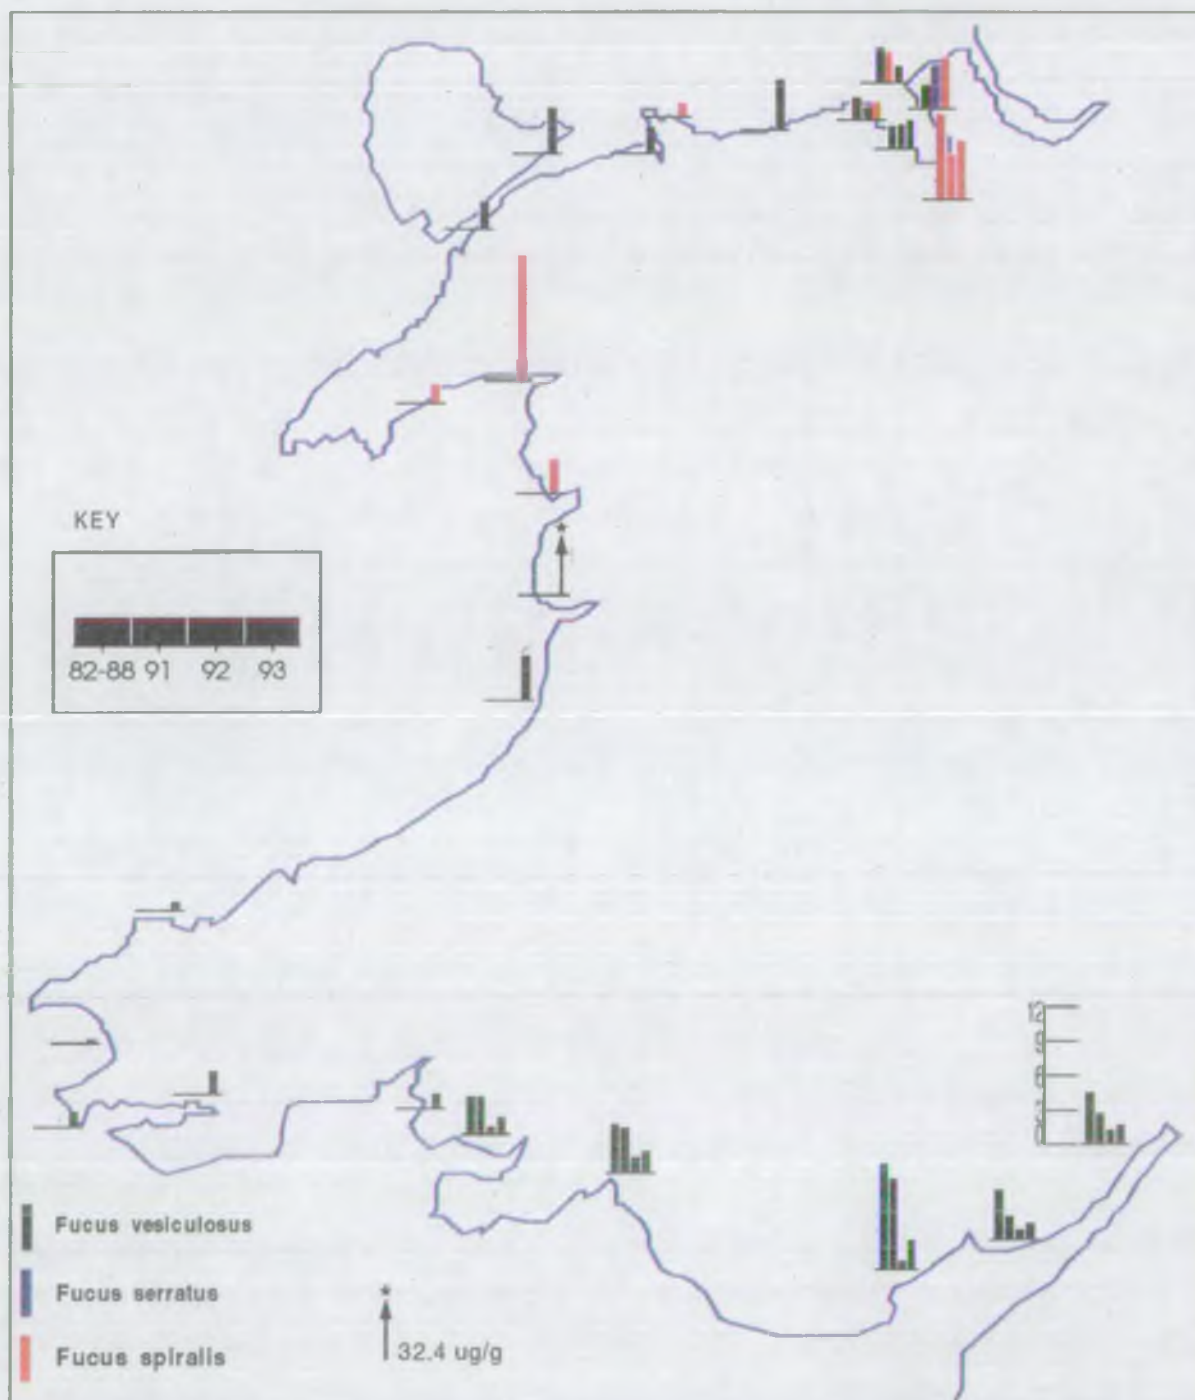 KEY
82-88 91 92 93
12
9
6
3
0
Fucus vesiculosus
Fucus serratus
Fucus spiralis
★
★
32.4 ug/g